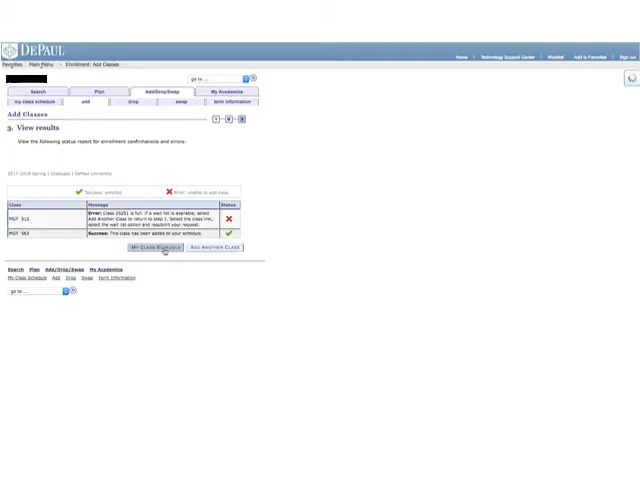 DEPAUL
Home | Technology Support Center | Worklist | Add to Favorites | Sign out
Favorites Main Menu > Enrollment: Add Classes
go to ...
Search Plan Add/Drop/Swap My Academics
my class schedule add drop swap term information
Add Classes
1 2 3
3. View results
View the following status report for enrollment confirmations and errors:
2017-2018 Spring | Graduate | DePaul University
Success: enrolled Error: unable to add class
Class Message Status
MGT 515 Error: Class 35251 is full. If a wait list is available, select
Add Another Class to return to step 1. Select the class link,
select the wait list option and resubmit your request.
MGT 563 Success: This class has been added to your schedule.
MY CLASS SCHEDULE ADD ANOTHER CLASS
Search Plan Add/Drop/Swap My Academics
My Class Schedule Add Drop Swap Term Information
go to ...